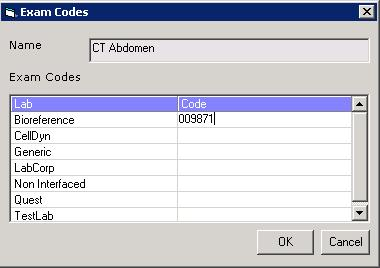 Exam Codes
Name CT Abdomen
Exam Codes
Lab Code
Bioreference 009871
CellDyn
Generic
LabCorp
Non Interfaced
Quest
TestLab
OK Cancel